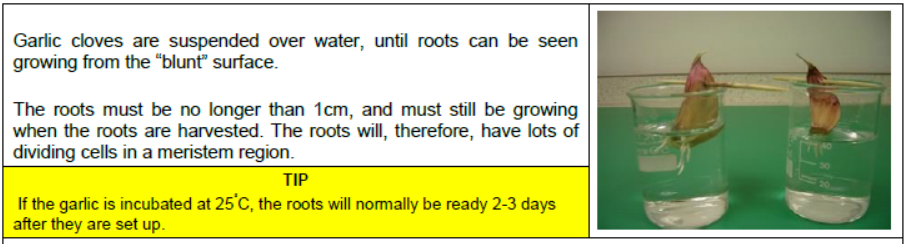 Garlic cloves are suspended over water, until roots can be seen
growing from the “blunt” surface.
The roots must be no longer than 1cm, and must still be growing
when the roots are harvested. The roots will, therefore, have lots of
dividing cells in a meristem region.
TIP
If the garlic is incubated at 25°C, the roots will normally be ready 2-3 days
after they are set up.